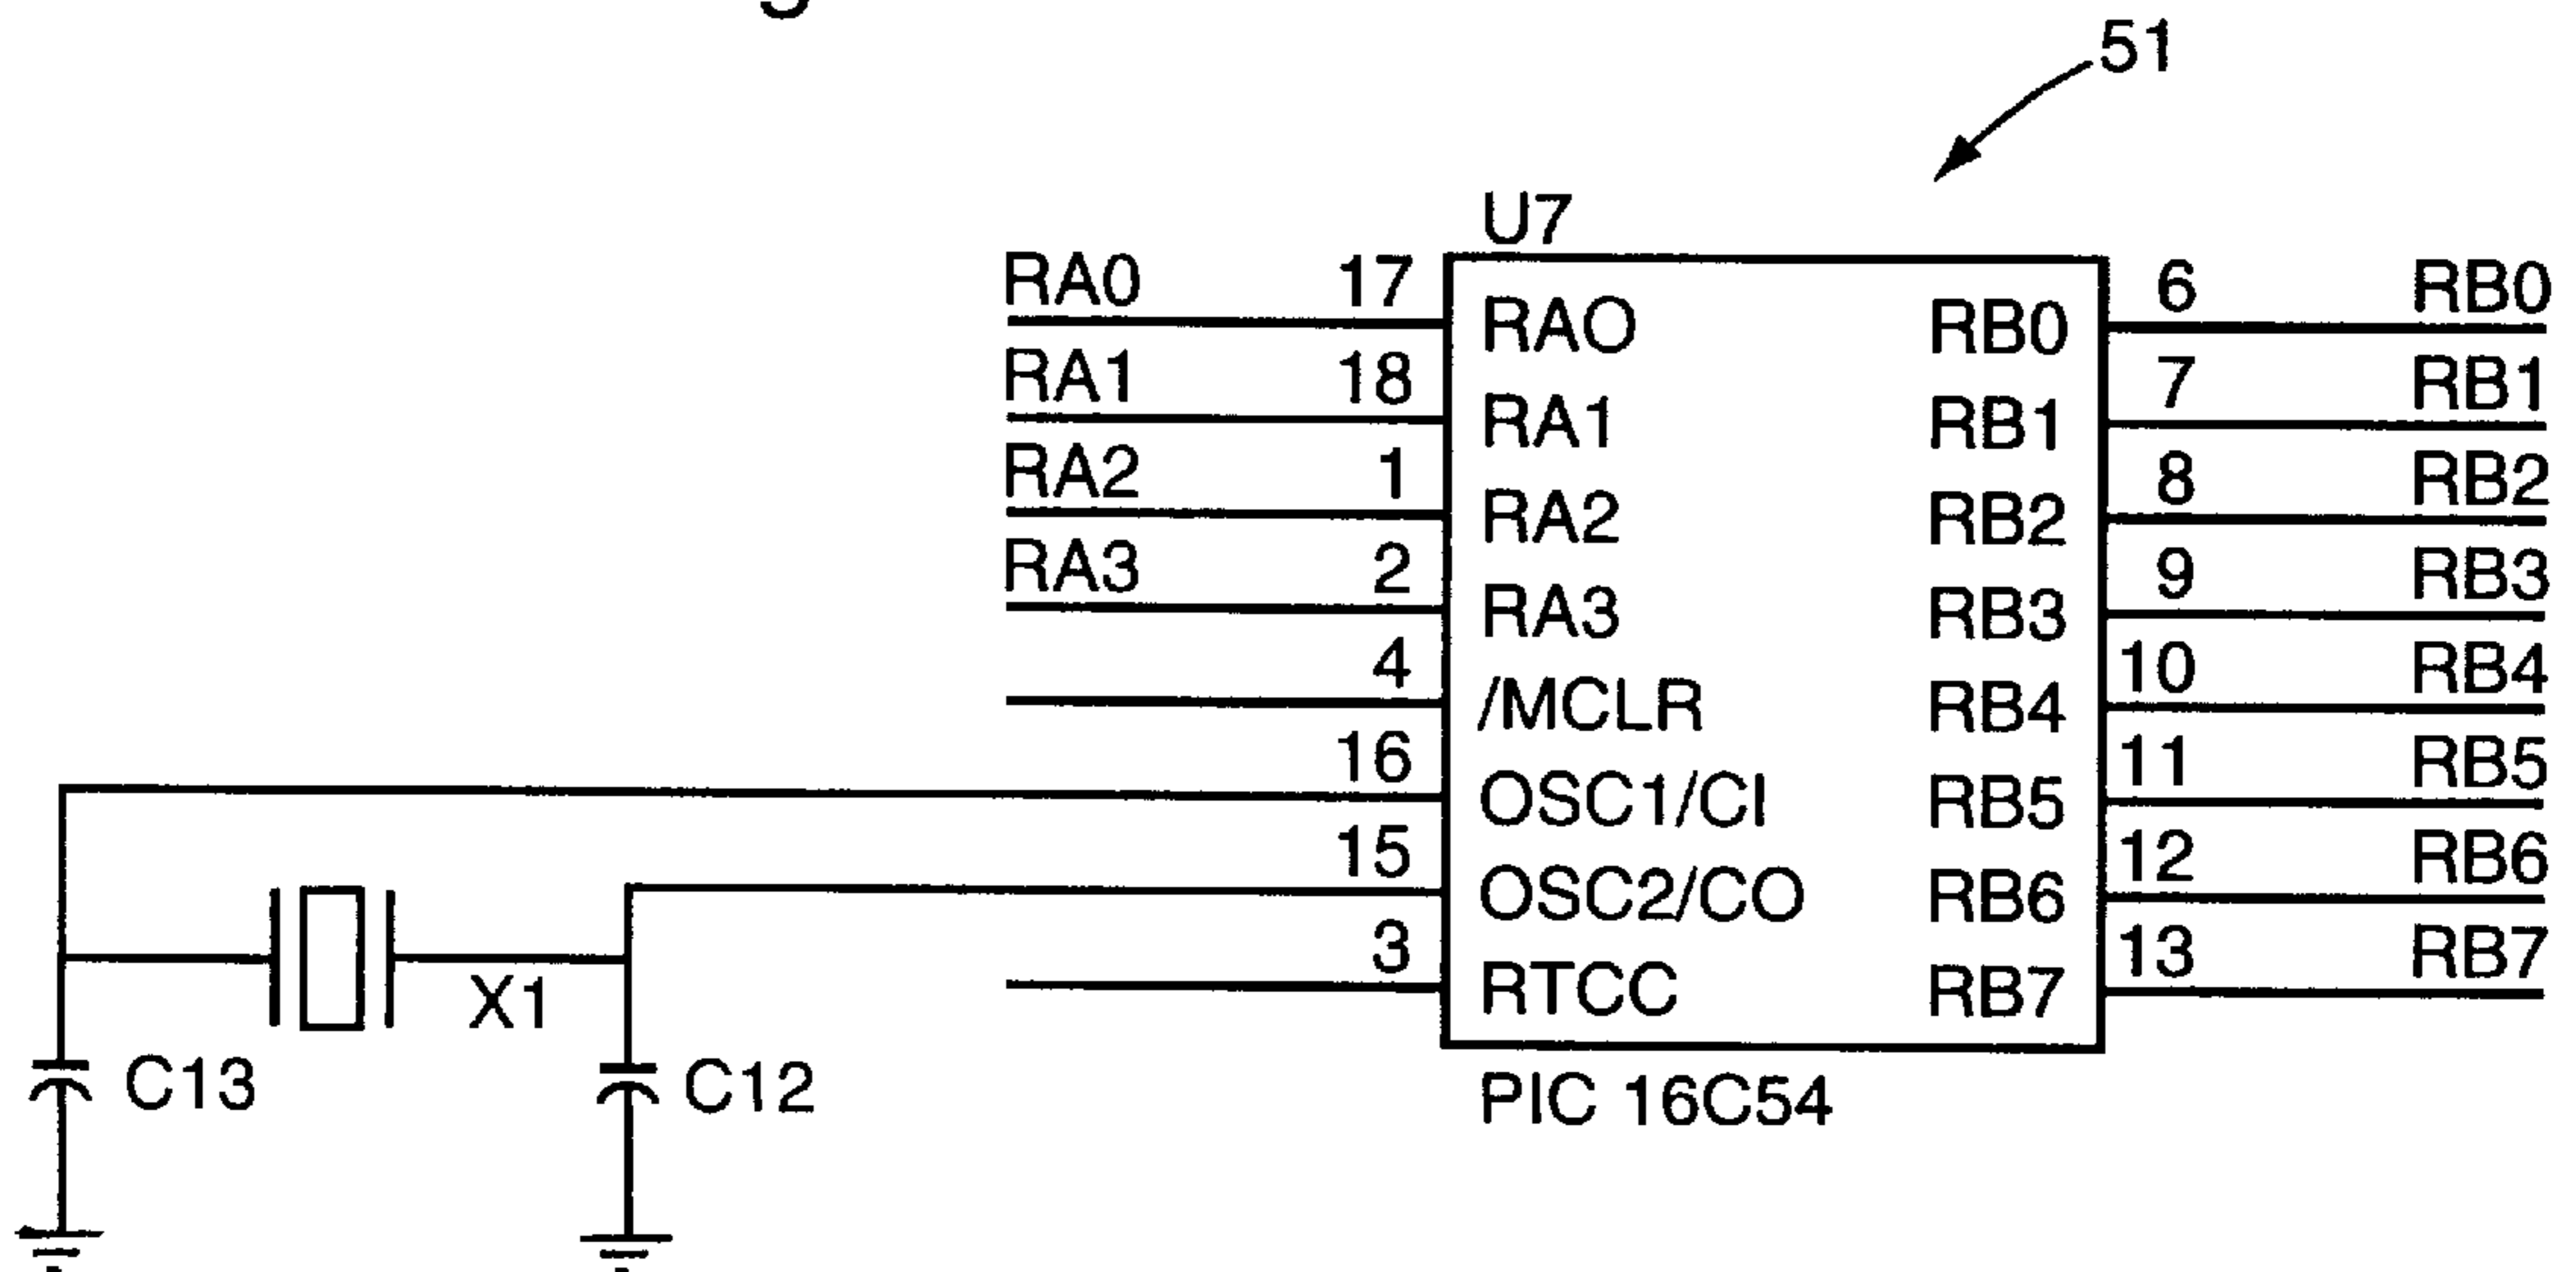 51
U7
RA0 17 RAO RB0 6 RB0
RA1 18 RA1 RB1 7 RB1
RA2 1 RA2 RB2 8 RB2
RA3 2 RA3 RB3 9 RB3
4 /MCLR RB4 10 RB4
16 OSC1/CI RB5 11 RB5
15 OSC2/CO RB6 12 RB6
3 RTCC RB7 13 RB7
X1
C13 C12
PIC 16C54